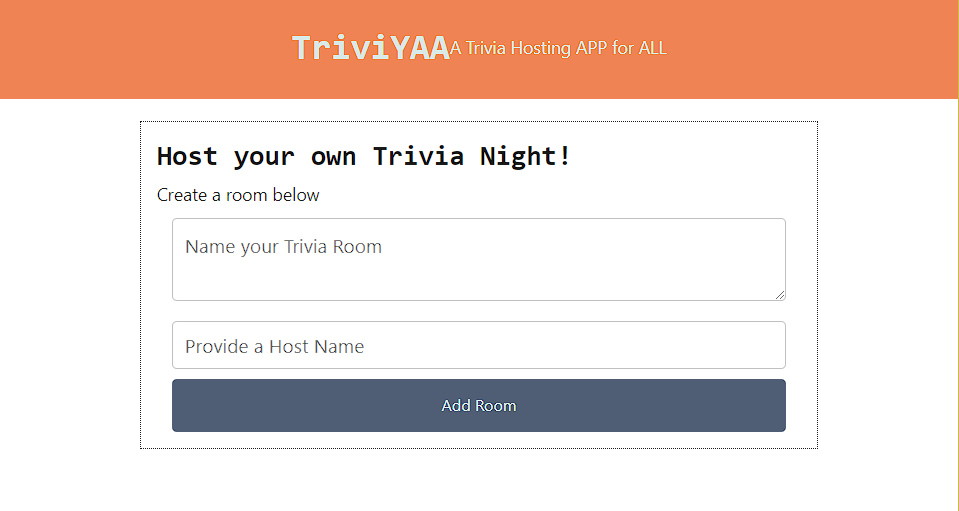 TriviYAA A Trivia Hosting APP for ALL
Host your own Trivia Night!
Create a room below
Name your Trivia Room
Provide a Host Name
Add Room